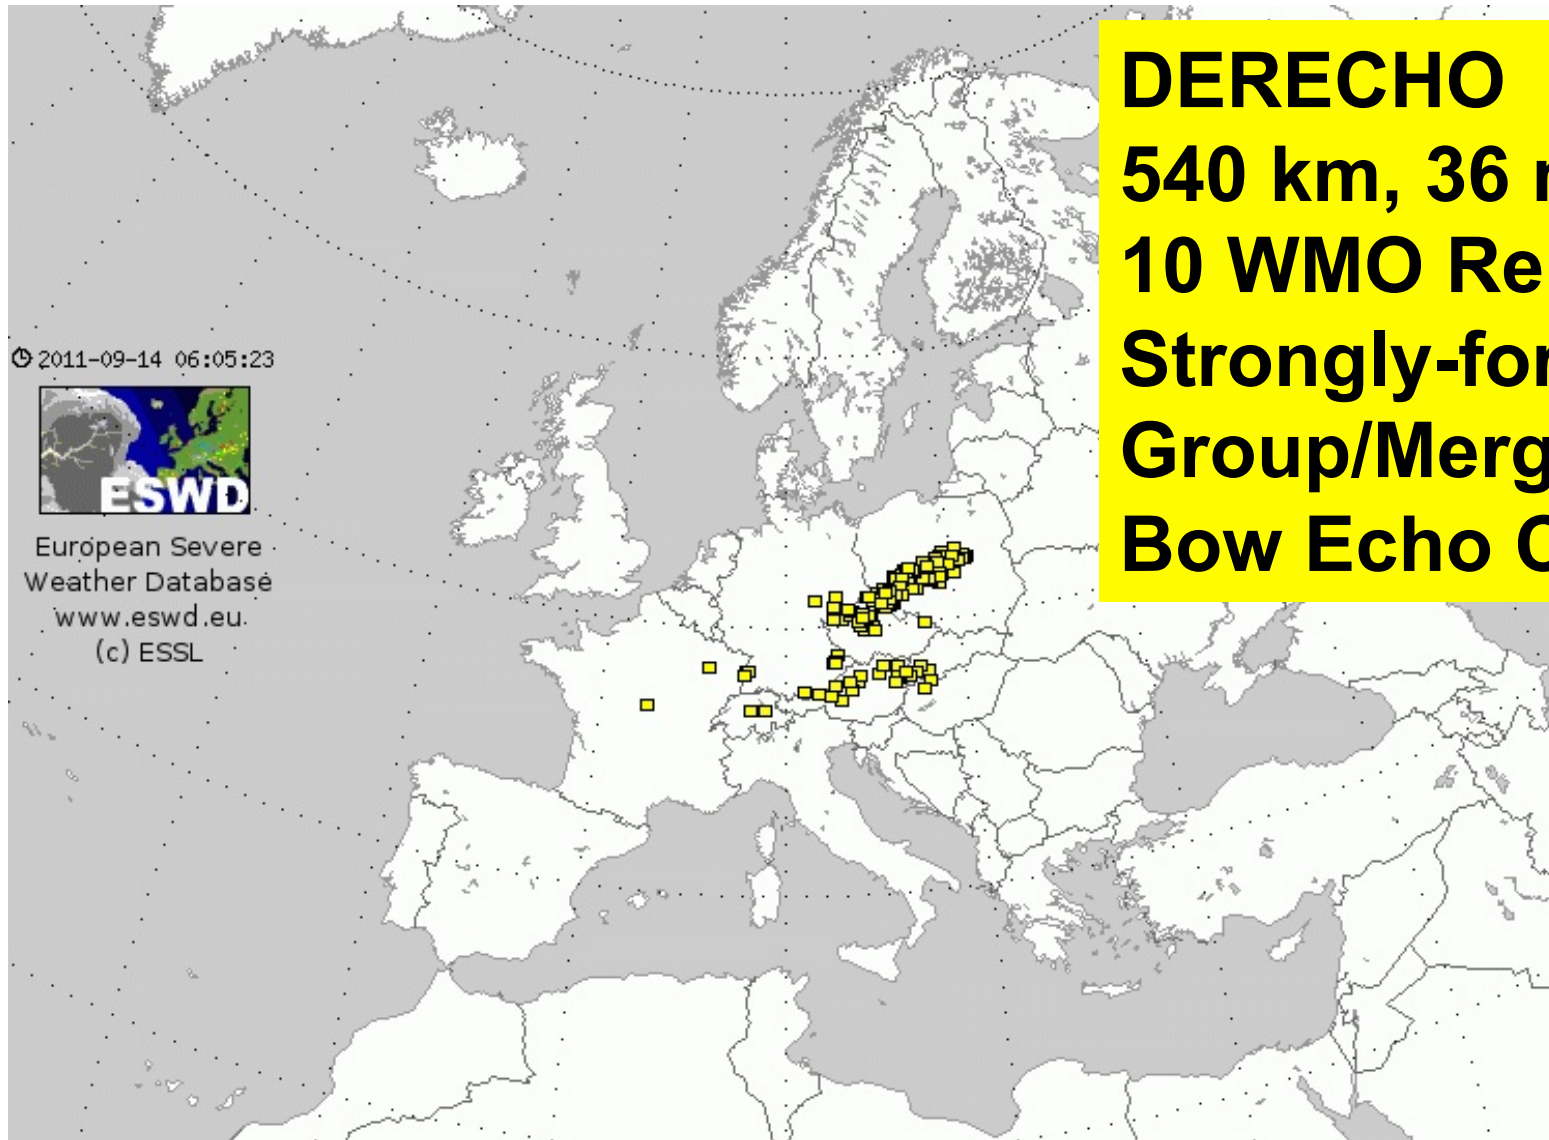 DERECHO
540 km, 36
10 WMO Re
Strongly-for
Group/Merg
Bow Echo
2011-09-14 06:05:23
ESWD
European Severe
Weather Database
www.eswd.eu
(c) ESSL